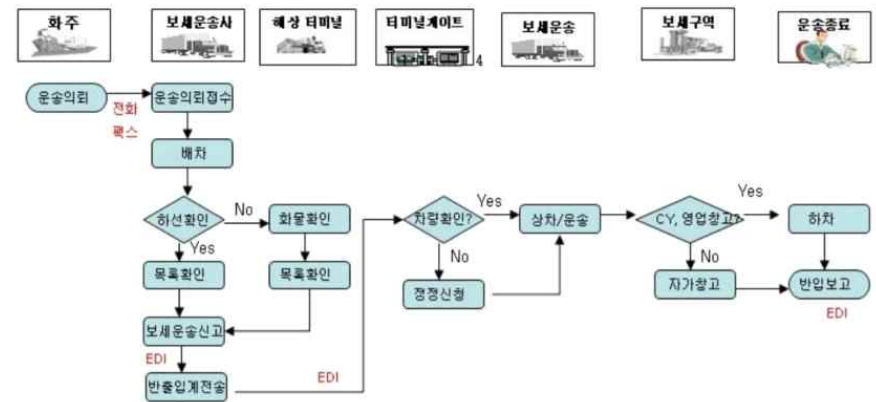 화주
보세운송사
해상 터미널
터미널게이트
4
보세운송
보세구역
운송종료
운송의뢰
전화
팩스
운송의뢰접수
배차
하선확인
No
화물확인
Yes
목록확인
목록확인
보세운송신고
EDI
반출입계전송
EDI
차량확인?
Yes
상차/운송
No
정정신청
CY, 영업창고?
Yes
하차
No
자가창고
반입보고
EDI